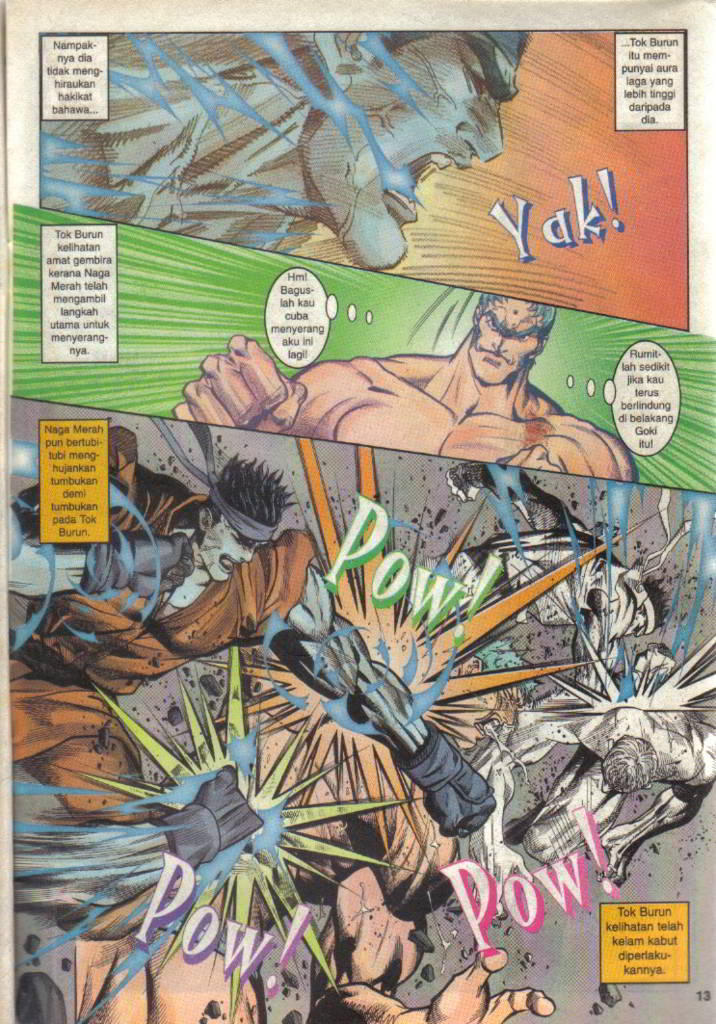 Nampak-
nya dia
tidak meng-
hiraukan
hakikat
bahawa...
...Tok Burun
itu mem-
punyai aura
laga yang
lebih tinggi
daripada
dia.
Yak!
Tok Burun
kelihatan
amat gembira
kerana Naga
Merah telah
mengambil
langkah
utama untuk
menyerang-
nya.
Hm!
Bagus-
lah kau
cuba
menyerang
aku ini
lagi!
Rumit-
lah sedikit
jika kau
terus
berlindung
di belakang
Goki
itu!
Naga Merah
pun bertubi-
tubi meng-
hujankan
tumbukan
demi
tumbukan
pada Tok
Burun.
Pow!
Pow!
Pow!
Tok Burun
kelihatan telah
kelam kabut
diperlaku-
kannya.
13